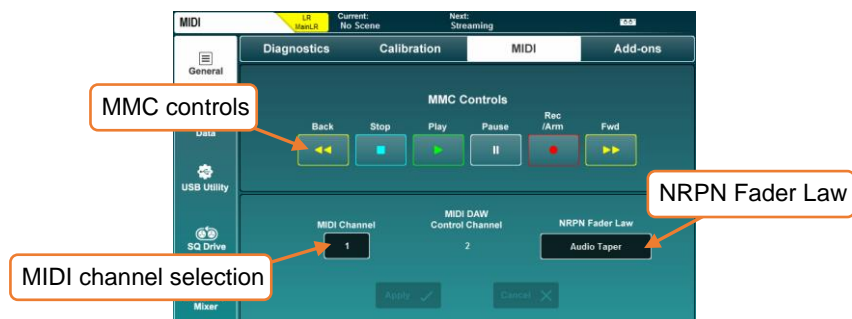 MIDI
LR
MainLR
Current:
No Scene
Next:
Streaming
General
Diagnostics
Calibration
MIDI
Add-ons
MMC controls
Data
MMC Controls
Back
Stop
Play
Pause
Rec
/Arm
Fwd
USB Utility
NRPN Fader Law
MIDI Channel
1
MIDI DAW
Control Channel
2
NRPN Fader Law
Audio Taper
SQ Drive
MIDI channel selection
Apply
Cancel
Mixer